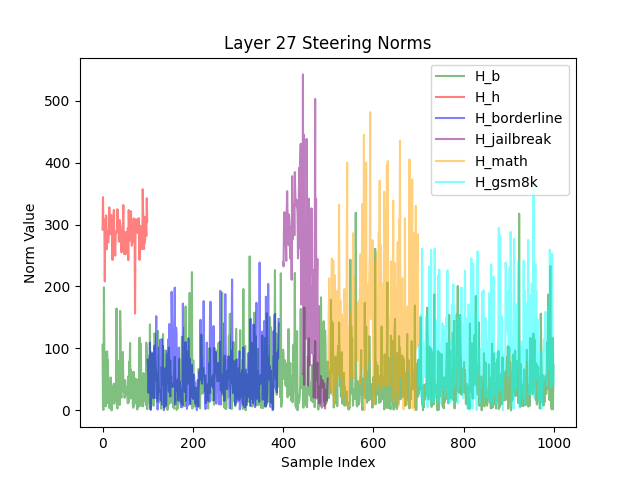 Layer 27 Steering Norms
Norm Value
500
400
300
200
100
0
H_b
H_h
H_borderline
H_jailbreak
H_math
H_gsm8k
0 200 400 600 800 1000
Sample Index